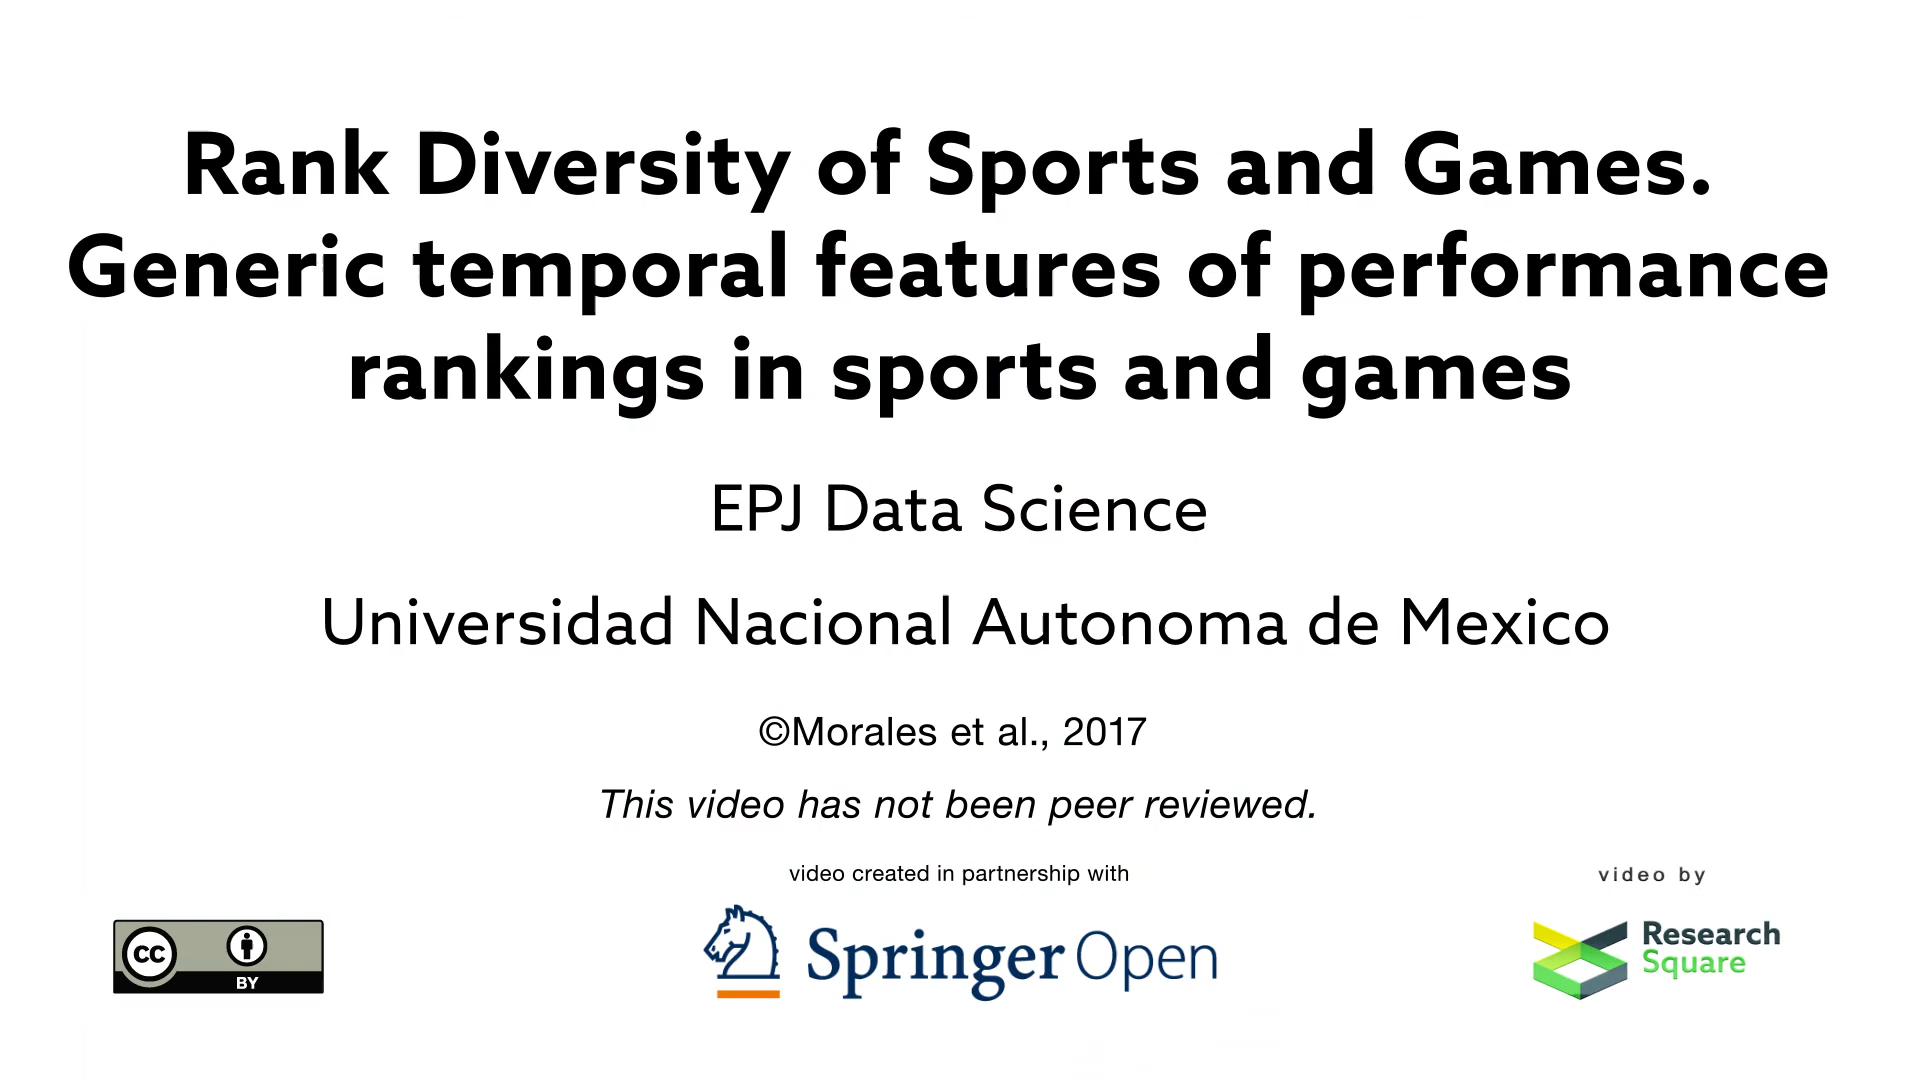 Rank Diversity of Sports and Games.
Generic temporal features of performance
rankings in sports and games
EPJ Data Science
Universidad Nacional Autonoma de Mexico
©Morales et al., 2017
This video has not been peer reviewed.
video created in partnership with
video by
CC
BY
Springer Open
Research
Square